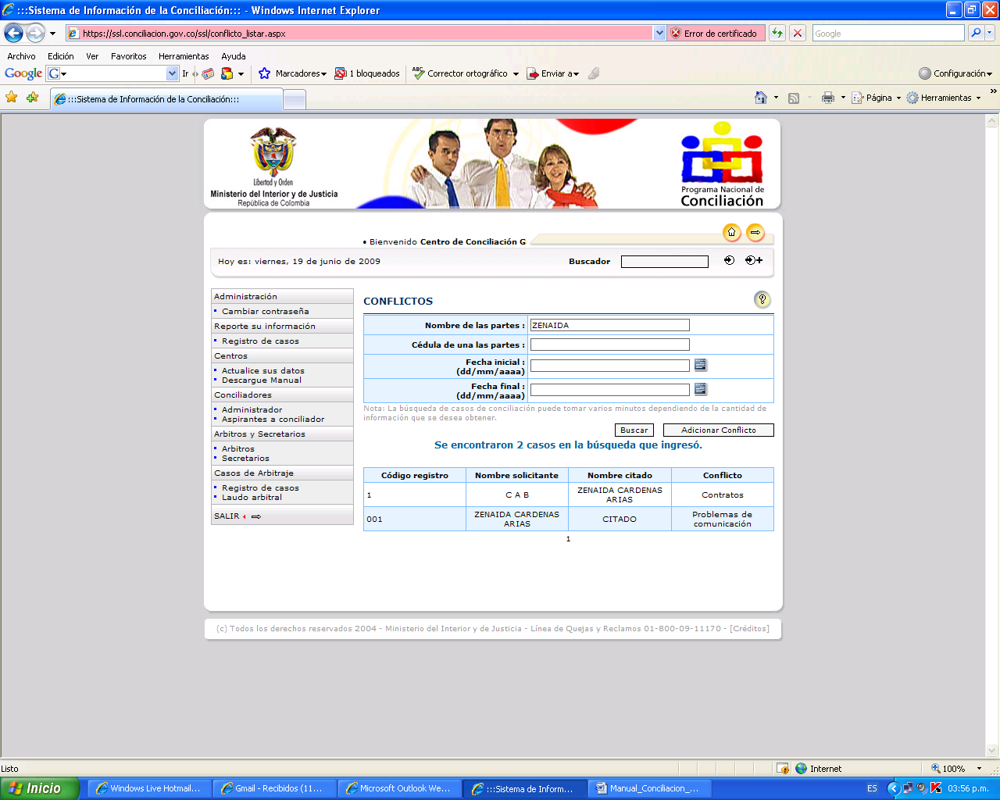 :::Sistema de Información de la Conciliación::: - Windows Internet Explorer
https://ssl.conciliacion.gov.co/ssl/conflicto_listar.aspx
Error de certificado
Google
Archivo Edición Ver Favoritos Herramientas Ayuda
Google G Ir Marcadores 1 bloqueados ABC Corrector ortográfico Enviar a Configuración
:::Sistema de Información de la Conciliación:::
Página Herramientas »
Libertad y Orden
Ministerio del Interior y de Justicia
República de Colombia
Programa Nacional de
Conciliación
• Bienvenido Centro de Conciliación G
Hoy es: viernes, 19 de junio de 2009
Buscador
Administración
Cambiar contraseña
Reporte su información
Registro de casos
Centros
Actualice sus datos
Descargue Manual
Conciliadores
Administrador
Aspirantes a conciliador
Arbitros y Secretarios
Arbitros
Secretarios
Casos de Arbitraje
Registro de casos
Laudo arbitral
SALIR
CONFLICTOS
?
Nombre de las partes : ZENAIDA
Cédula de una las partes :
Fecha inicial :
(dd/mm/aaaa)
Fecha final :
(dd/mm/aaaa)
Nota: La búsqueda de casos de conciliación puede tomar varios minutos dependiendo de la cantidad de
información que se desea obtener.
Buscar Adicionar Conflicto
Se encontraron 2 casos en la búsqueda que ingresó.
Código registro Nombre solicitante Nombre citado Conflicto
1 C A B ZENAIDA CARDENAS ARIAS Contratos
001 ZENAIDA CARDENAS ARIAS CITADO Problemas de comunicación
1
(c) Todos los derechos reservados 2004 - Ministerio del Interior y de Justicia - Línea de Quejas y Reclamos 01-800-09-11170 - [Créditos]
Listo
Internet
100%
Inicio
Windows Live Hotmail...
Gmail - Recibidos (11...
Microsoft Outlook We...
:::Sistema de Inform...
Manual_Conciliacion_...
ES
03:56 p.m.